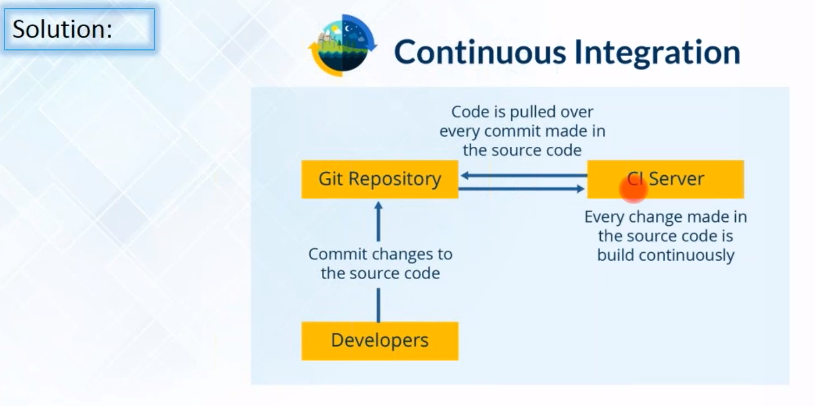 Solution:
Continuous Integration
Code is pulled over
every commit made in
the source code
Git Repository
CI Server
Every change made in
the source code is
build continuously
Commit changes to
the source code
Developers